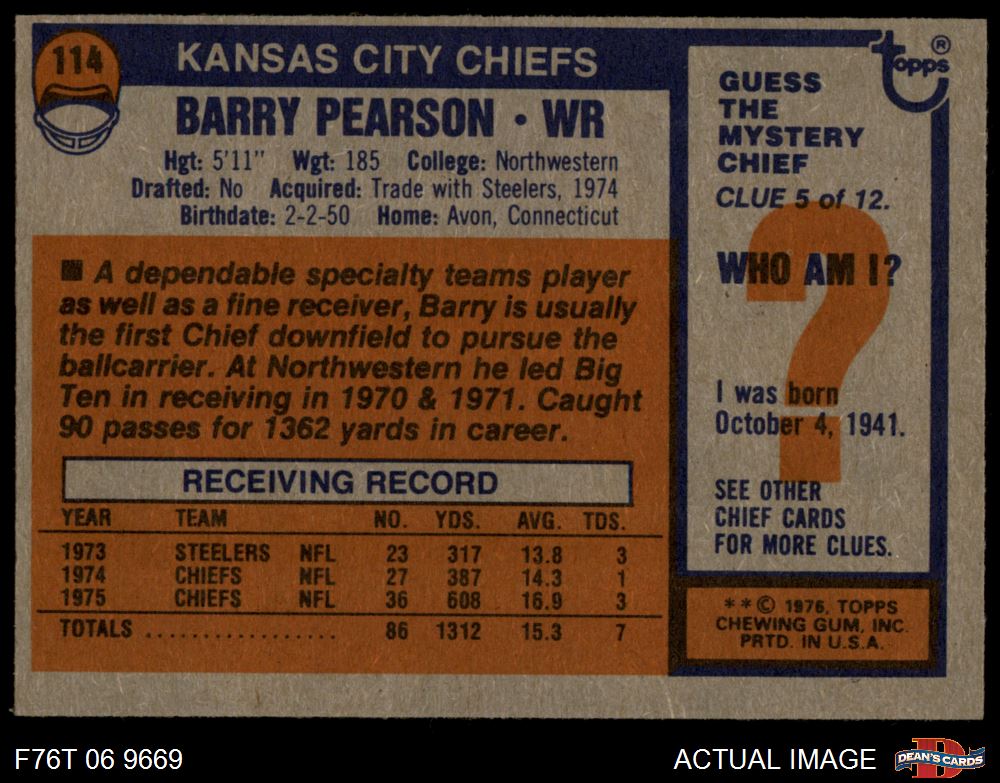 114
KANSAS CITY CHIEFS
BARRY PEARSON • WR
Hgt: 5'11" Wgt: 185 College: Northwestern
Drafted: No Acquired: Trade with Steelers, 1974
Birthdate: 2-2-50 Home: Avon, Connecticut
■ A dependable specialty teams player
as well as a fine receiver, Barry is usually
the first Chief downfield to pursue the
ballcarrier. At Northwestern he led Big
Ten in receiving in 1970 & 1971. Caught
90 passes for 1362 yards in career.
RECEIVING RECORD
YEAR TEAM NO. YDS. AVG. TDS.
1973 STEELERS NFL 23 317 13.8 3
1974 CHIEFS NFL 27 387 14.3 1
1975 CHIEFS NFL 36 608 16.9 3
TOTALS ................. 86 1312 15.3 7
Topps ®
GUESS
THE
MYSTERY
CHIEF
CLUE 5 of 12.
?
WHO AM I?
I was born
October 4, 1941.
SEE OTHER
CHIEF CARDS
FOR MORE CLUES.
* * © 1976, TOPPS
CHEWING GUM, INC.
PRTD. IN U.S.A.
F76T 06 9669
ACTUAL IMAGE
D
DEAN'S CARDS